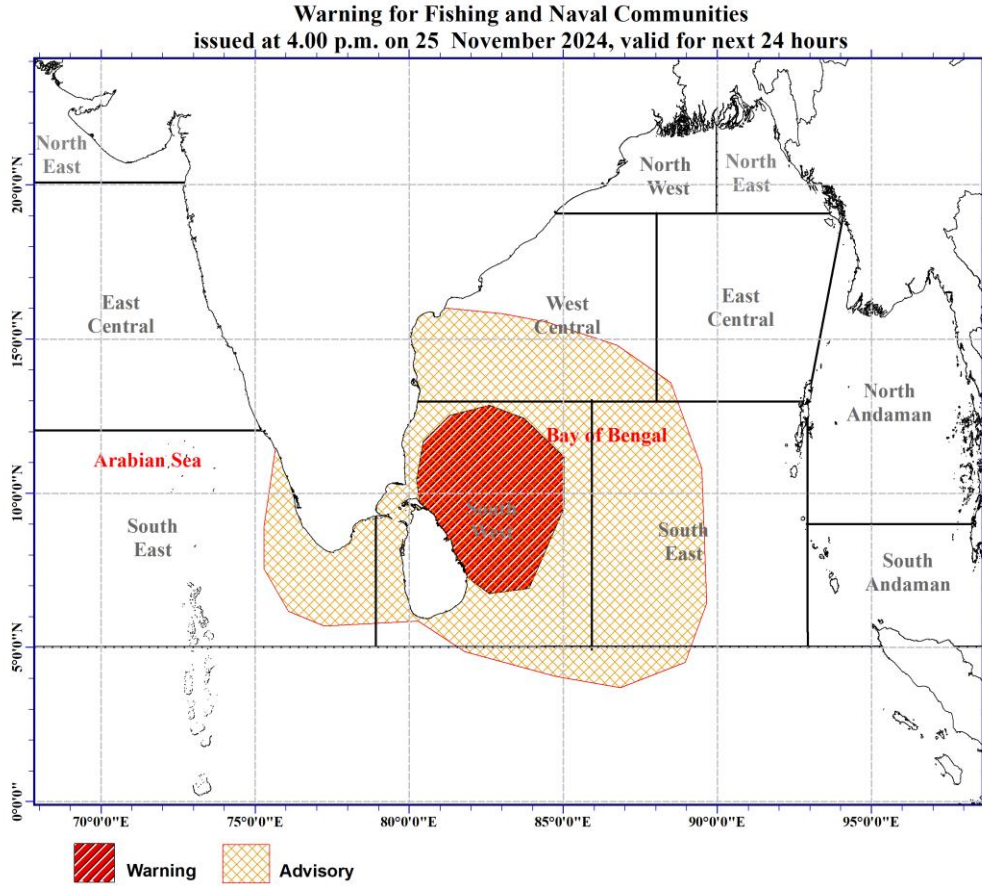 Warning for Fishing and Naval Communities
issued at 4.00 p.m. on 25 November 2024, valid for next 24 hours
North
East
North
West
North
East
East
Central
West
Central
East
Central
North
Andaman
Bay of Bengal
Arabian Sea
South
East
South
West
South
East
South
Andaman
20°0'0"N
15°0'0"N
10°0'0"N
5°0'0"N
0°0'0"N
70°0'0"E
75°0'0"E
80°0'0"E
85°0'0"E
90°0'0"E
95°0'0"E
Warning
Advisory